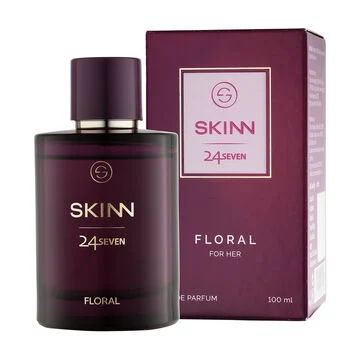 SKINN
24SEVEN
FLORAL
SKINN
24SEVEN
FLORAL
FOR HER
DE PARFUM
100 ml